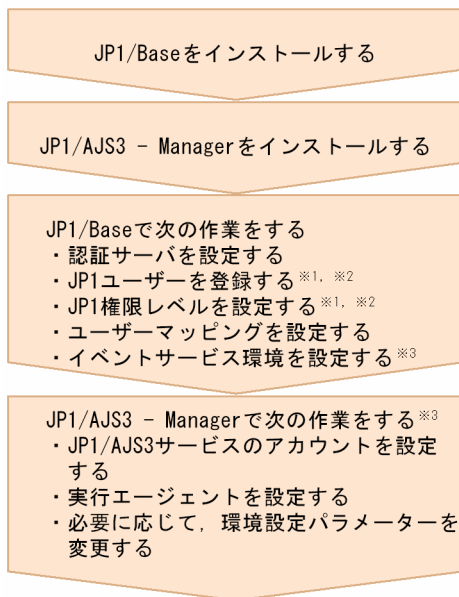 JP1/Baseをインストールする
JP1/AJS3 − Managerをインストールする
JP1/Baseで次の作業をする
・認証サーバを設定する
・JP1ユーザーを登録する※1, ※2
・JP1権限レベルを設定する※1, ※2
・ユーザーマッピングを設定する
・イベントサービス環境を設定する※3
JP1/AJS3 − Managerで次の作業をする※3
・JP1/AJS3サービスのアカウントを設定
する
・実行エージェントを設定する
・必要に応じて，環境設定パラメーターを
変更する